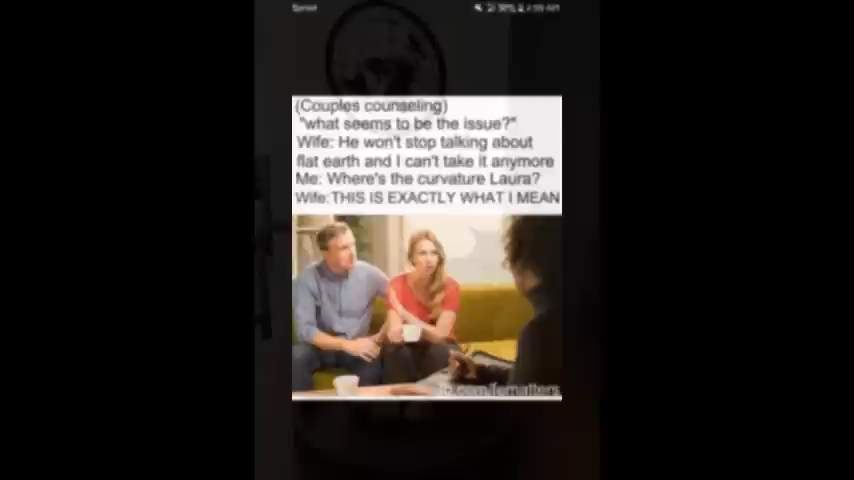 Sprint
(Couples counseling)
"what seems to be the issue?"
Wife: He won't stop talking about
flat earth and I can't take it anymore
Me: Where's the curvature Laura?
Wife:THIS IS EXACTLY WHAT I MEAN